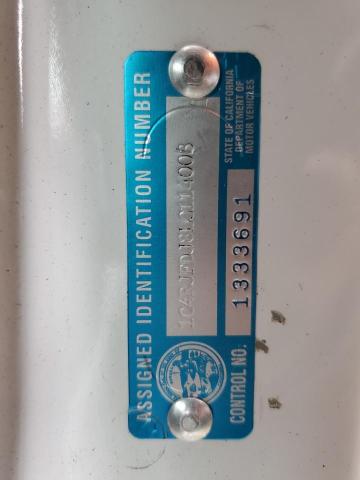 ASSIGNED IDENTIFICATION NUMBER
STATE OF CALIFORNIA
DEPARTMENT OF
MOTOR VEHICLES
CONTROL NO. 1333691